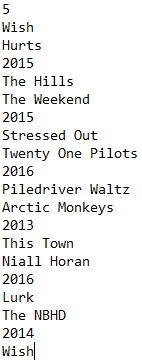 5
Wish
Hurts
2015
The Hills
The Weekend
2015
Stressed Out
Twenty One Pilots
2016
Piledriver Waltz
Arctic Monkeys
2013
This Town
Niall Horan
2016
Lurk
The NBHD
2014
Wish